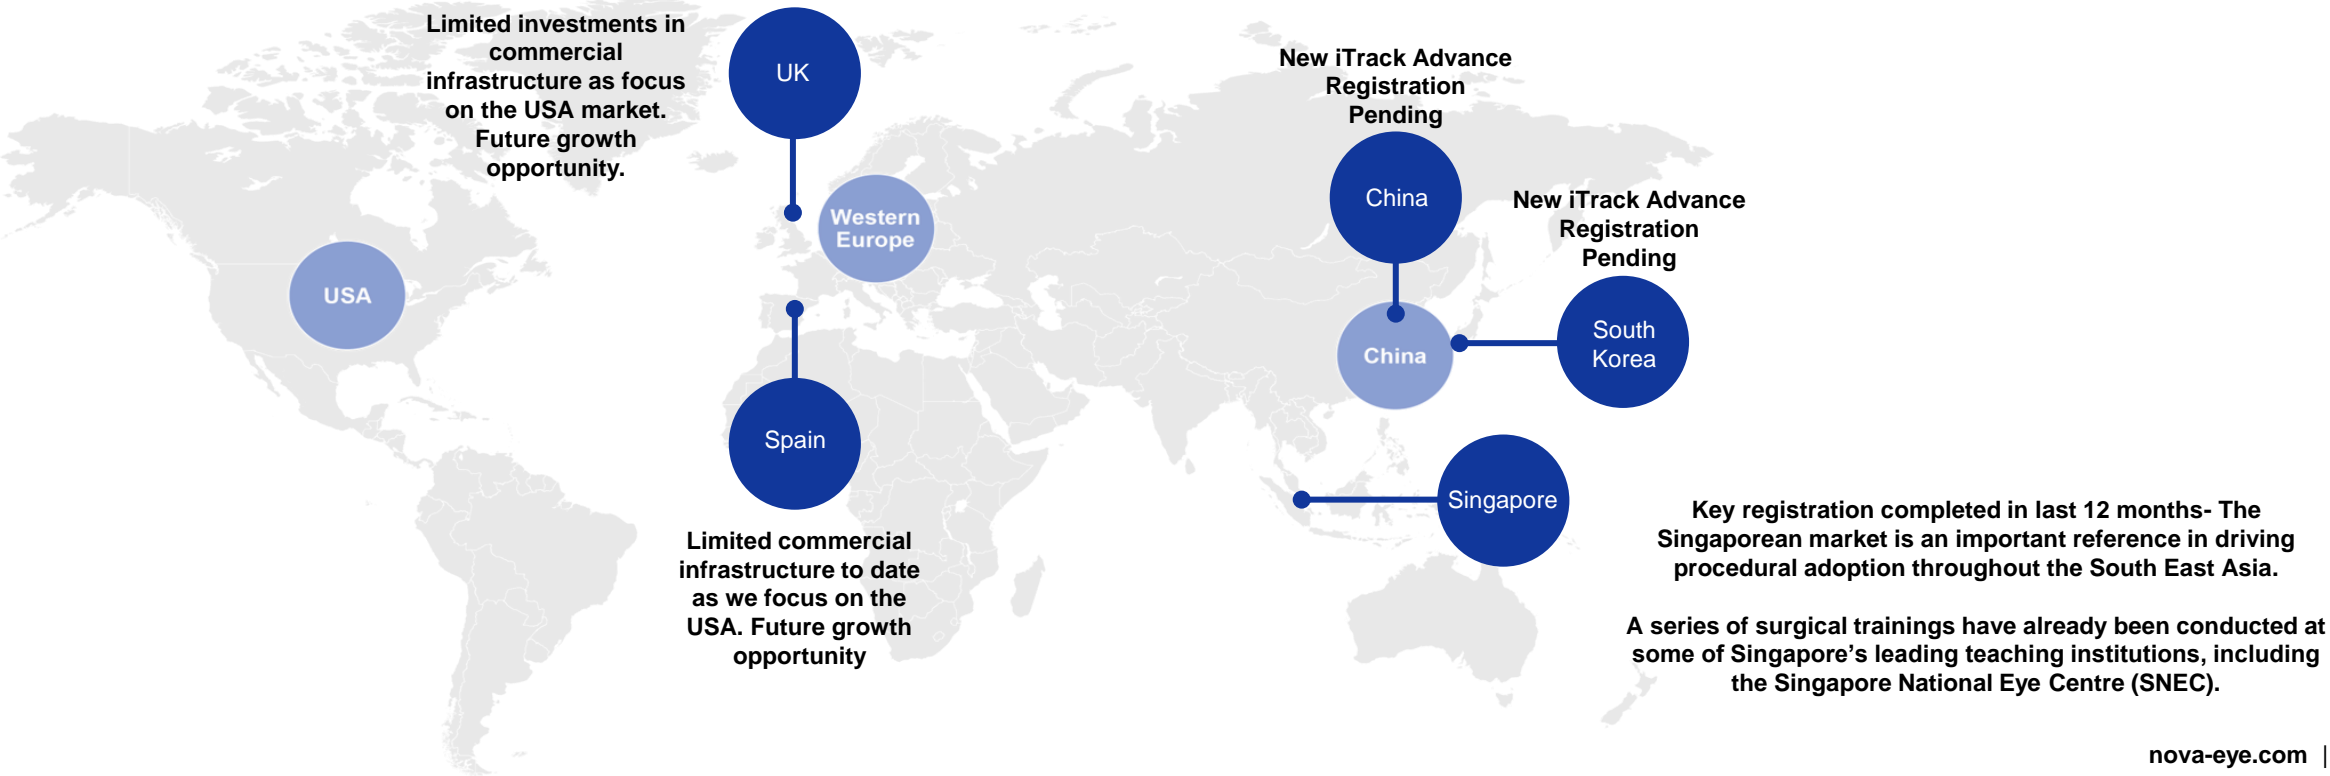 Limited investments in
commercial
infrastructure as focus
on the USA market.
Future growth
opportunity.
UK
New iTrack Advance
Registration
Pending
China
New iTrack Advance
Registration
Pending
Western
Europe
USA
China
South
Korea
Spain
Singapore
Limited commercial
infrastructure to date
as we focus on the
USA. Future growth
opportunity
Key registration completed in last 12 months- The
Singaporean market is an important reference in driving
procedural adoption throughout the South East Asia.
A series of surgical trainings have already been conducted at
some of Singapore’s leading teaching institutions, including
the Singapore National Eye Centre (SNEC).
nova-eye.com |